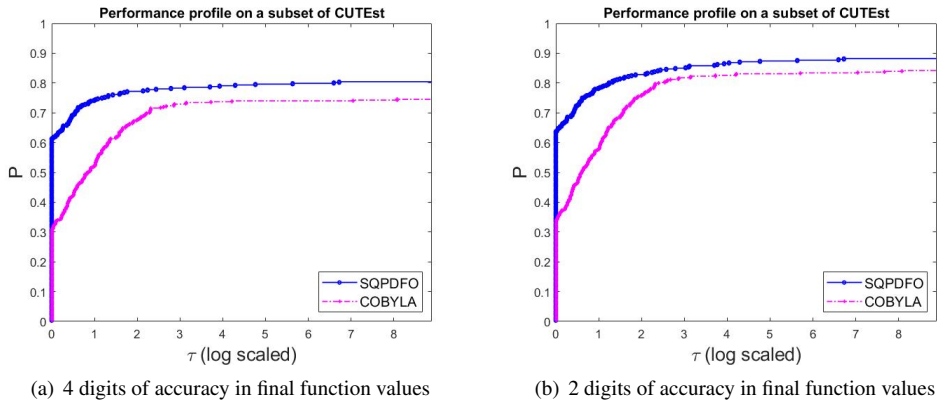 Performance profile on a subset of CUTEst
1
0.9
0.8
0.7
0.6
0.5
0.4
0.3
0.2
0.1
0
P
0 1 2 3 4 5 6 7 8
τ (log scaled)
SQPDFO
COBYLA
(a) 4 digits of accuracy in final function values
Performance profile on a subset of CUTEst
1
0.9
0.8
0.7
0.6
0.5
0.4
0.3
0.2
0.1
0
P
0 1 2 3 4 5 6 7 8
τ (log scaled)
SQPDFO
COBYLA
(b) 2 digits of accuracy in final function values